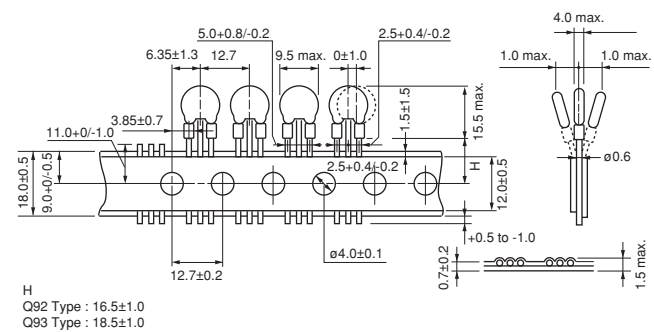 4.0 max.
5.0+0.8/-0.2
2.5+0.4/-0.2
6.35±1.3
12.7
9.5 max.
0±1.0
1.0 max.
1.0 max.
3.85±0.7
11.0+0/-1.0
1.5±1.5
15.5 max.
2.5+0.4/-0.2
H
ø0.6
18.0±0.5
9.0+0/-0.5
12.0±0.5
+0.5 to -1.0
ø4.0±0.1
12.7±0.2
0.7±0.2
1.5 max.
H
Q92 Type : 16.5±1.0
Q93 Type : 18.5±1.0